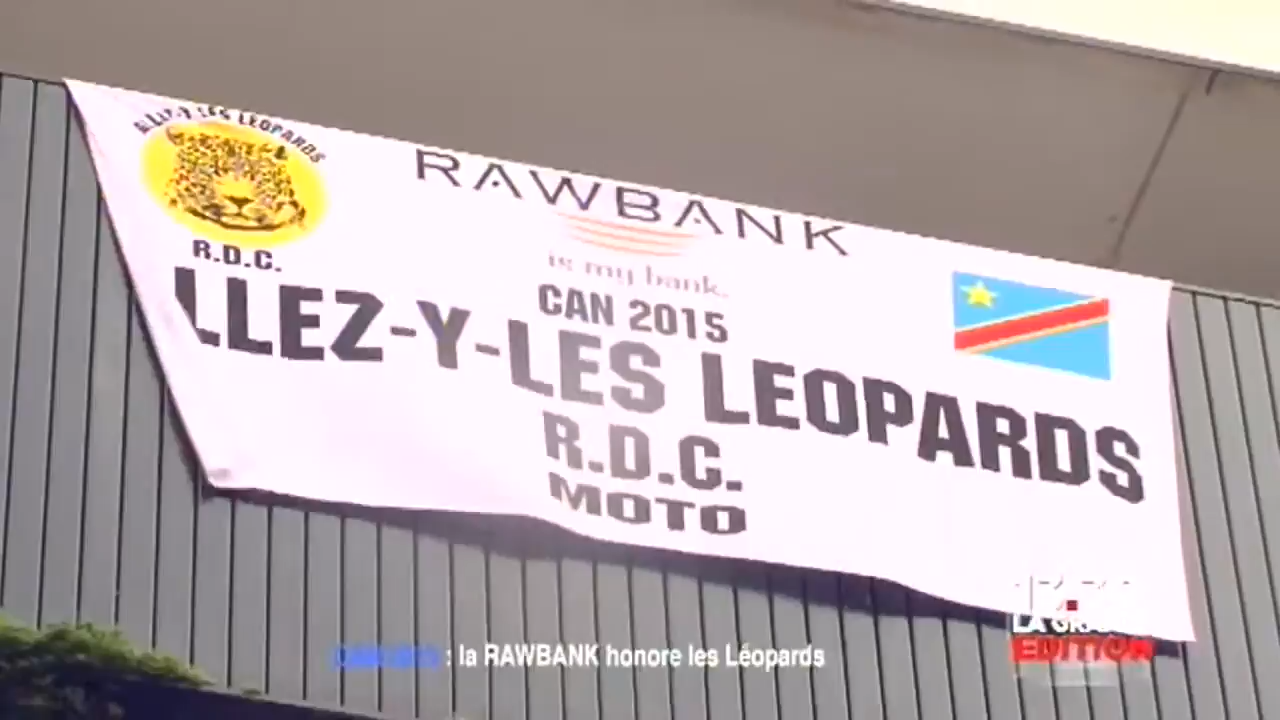 ALLEZ-Y LES LEOPARDS
R.D.C.
RAWBANK
is my bank.
CAN 2015
LLEZ-Y-LES LEOPARDS
R.D.C.
MOTO
: la RAWBANK honore les Léopards
LA GRANDE
EDITION